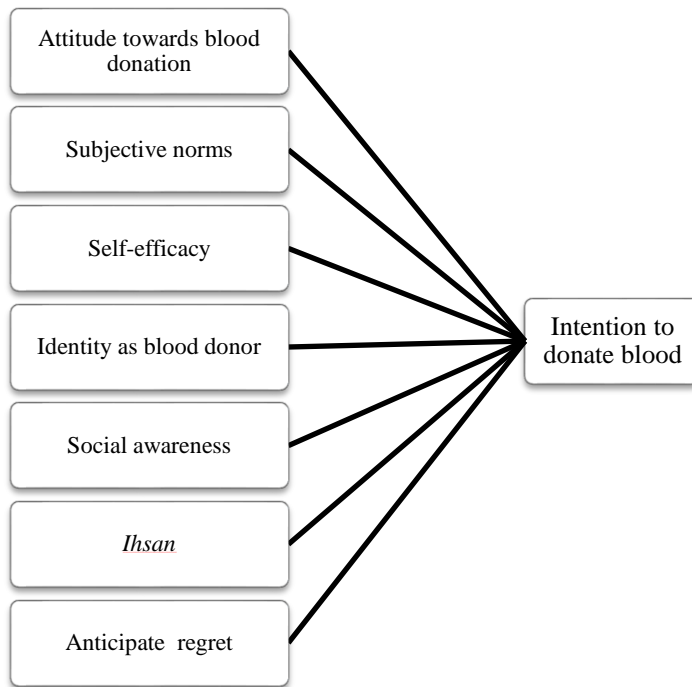 Attitude towards blood
donation
Subjective norms
Self-efficacy
Identity as blood donor
Social awareness
Ihsan
Anticipate regret
Intention to
donate blood